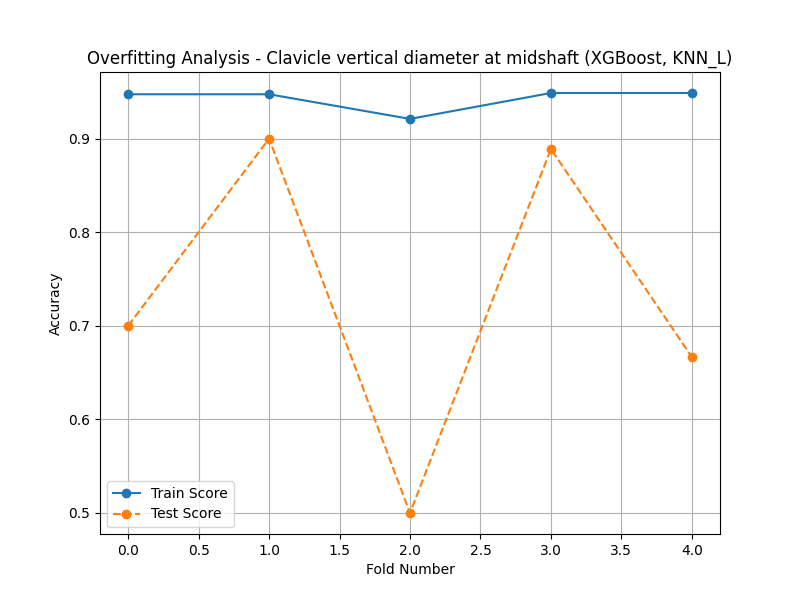 Overfitting Analysis - Clavicle vertical diameter at midshaft (XGBoost, KNN_L)
0.9
0.8
0.7
0.6
0.5
Accuracy
Train Score
Test Score
0.0 0.5 1.0 1.5 2.0 2.5 3.0 3.5 4.0
Fold Number